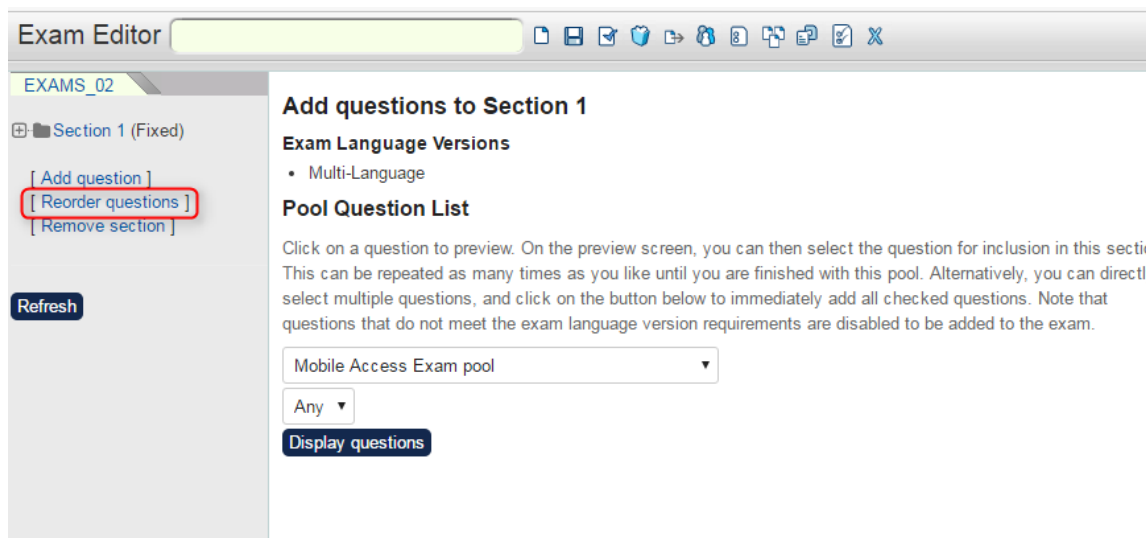 Exam Editor
EXAMS_02
Section 1 (Fixed)
[ Add question ]
[ Reorder questions ]
[ Remove section ]
Refresh
Add questions to Section 1
Exam Language Versions
• Multi-Language
Pool Question List
Click on a question to preview. On the preview screen, you can then select the question for inclusion in this secti
This can be repeated as many times as you like until you are finished with this pool. Alternatively, you can directl
select multiple questions, and click on the button below to immediately add all checked questions. Note that
questions that do not meet the exam language version requirements are disabled to be added to the exam.
Mobile Access Exam pool
Any
Display questions